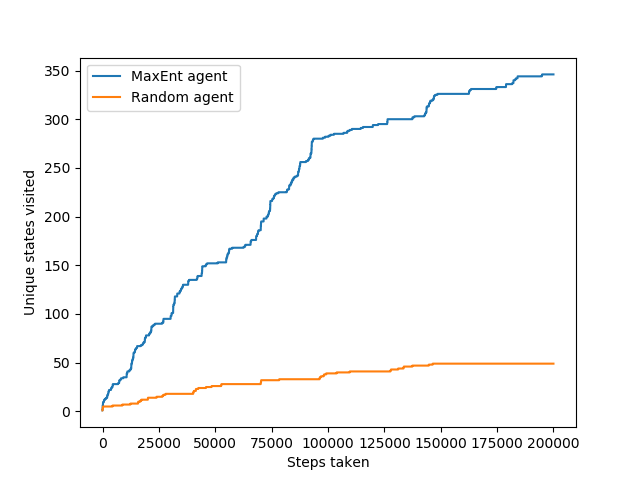 MaxEnt agent
Random agent
Unique states visited
350
300
250
200
150
100
50
0
0 25000 50000 75000 100000 125000 150000 175000 200000
Steps taken